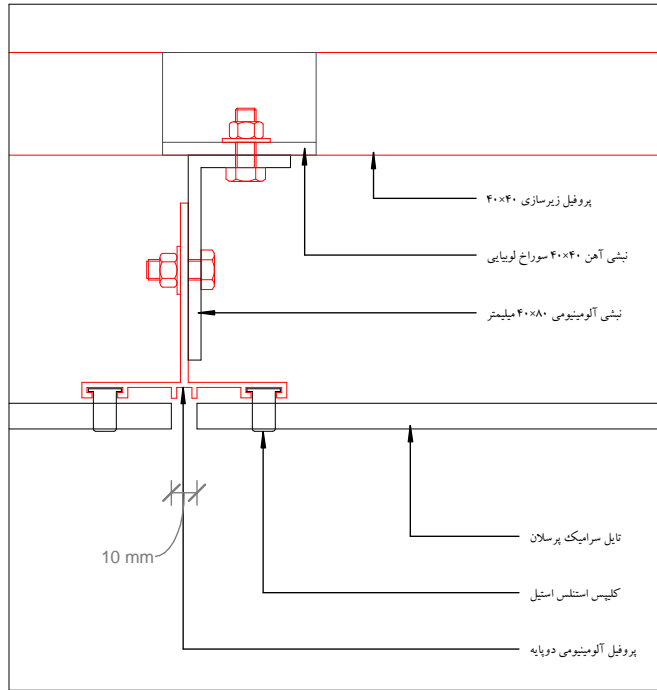 پروفیل زیرسازی ۴۰×۴۰
نبشی آهن ۴۰×۴۰ سوراخ لوبیایی
نبشی آلومینیومی ۸۰×۴۰ میلیمتر
10 mm
تایل سرامیک پرسلان
کلیپس استنلس استیل
پروفیل آلومینیومی دوپایه